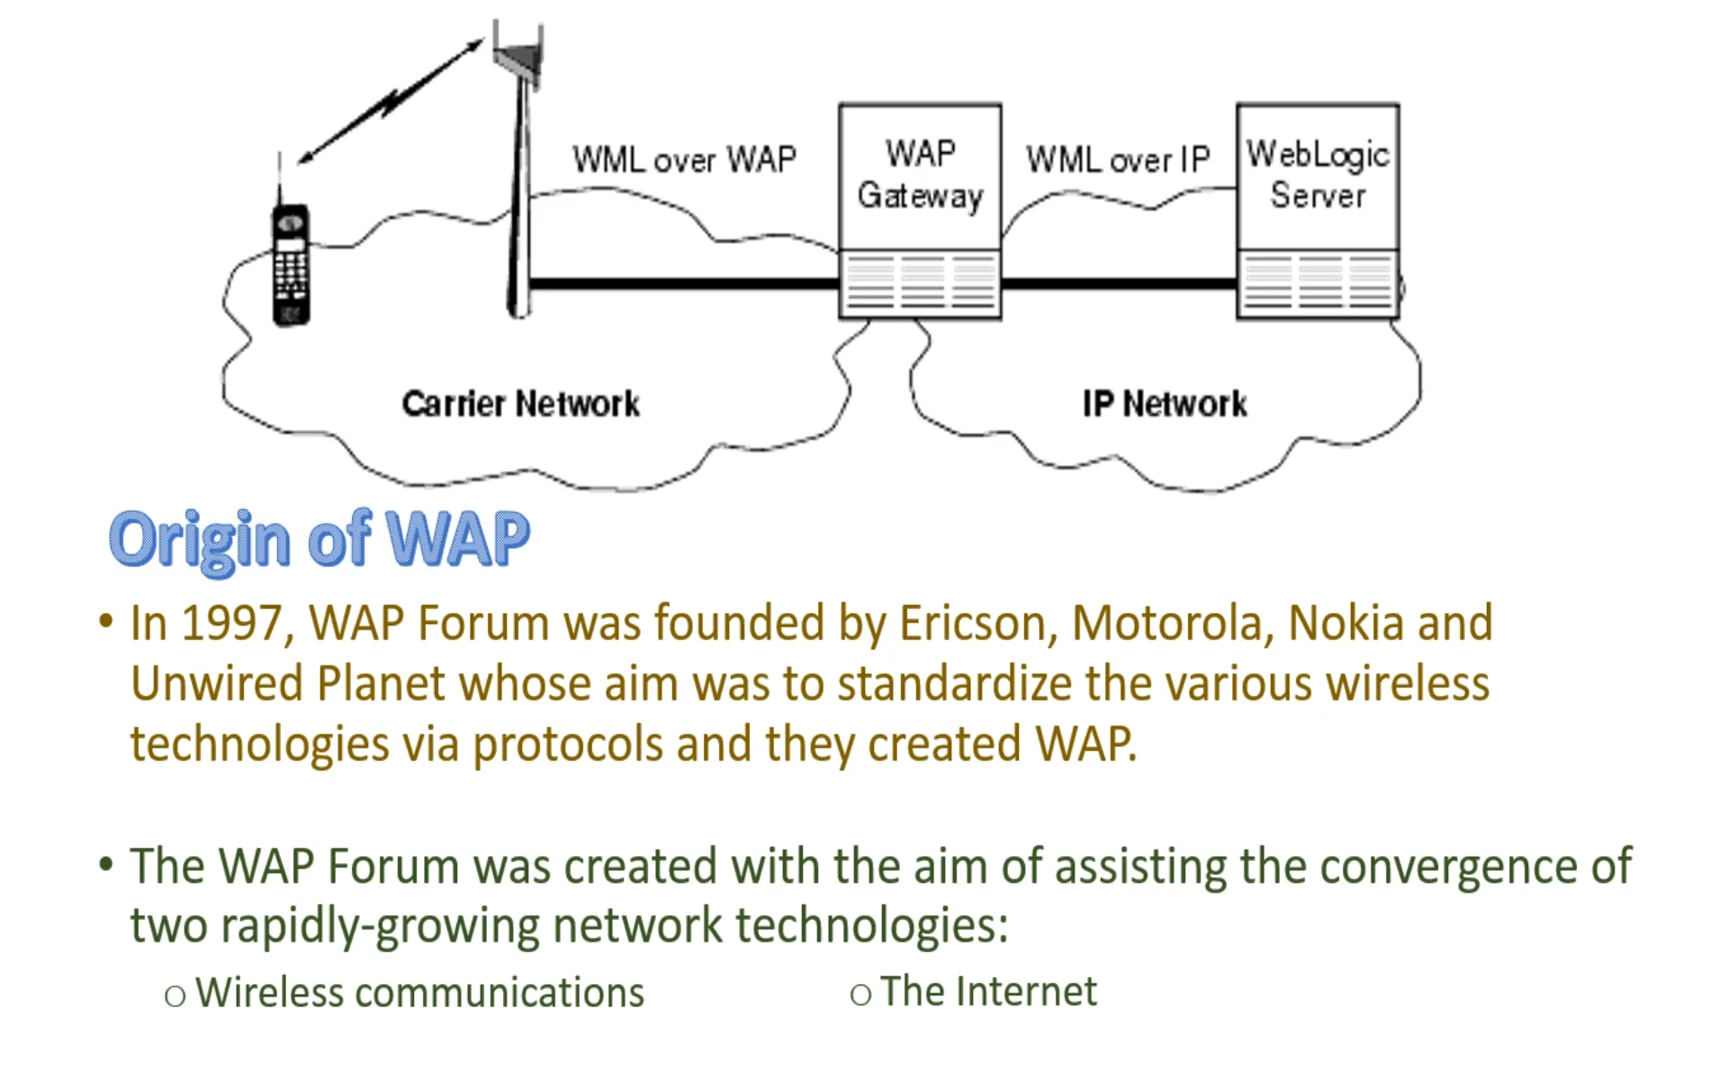 WML over WAP
WAP
Gateway
WML over IP
WebLogic
Server
Carrier Network
IP Network
Origin of WAP
• In 1997, WAP Forum was founded by Ericson, Motorola, Nokia and
Unwired Planet whose aim was to standardize the various wireless
technologies via protocols and they created WAP.
• The WAP Forum was created with the aim of assisting the convergence of
two rapidly-growing network technologies:
o Wireless communications
o The Internet